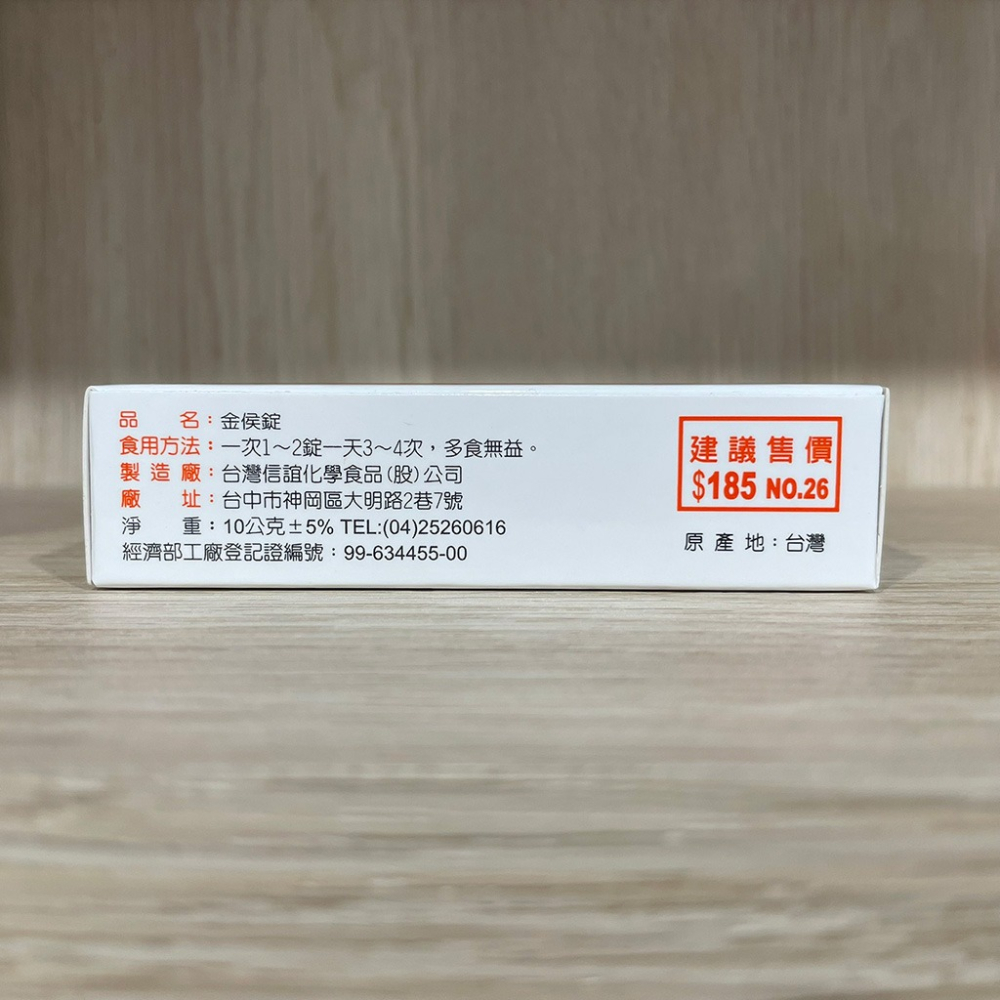 品　　名：金侯錠
食用方法：一次1～2錠一天3～4次，多食無益。
製 造 廠：台灣信誼化學食品(股)公司
廠　　址：台中市神岡區大明路2巷7號
淨　　重：10公克±5% TEL:(04)25260616
經濟部工廠登記證編號：99-634455-00
建議售價
$185 NO.26
原 產 地：台灣